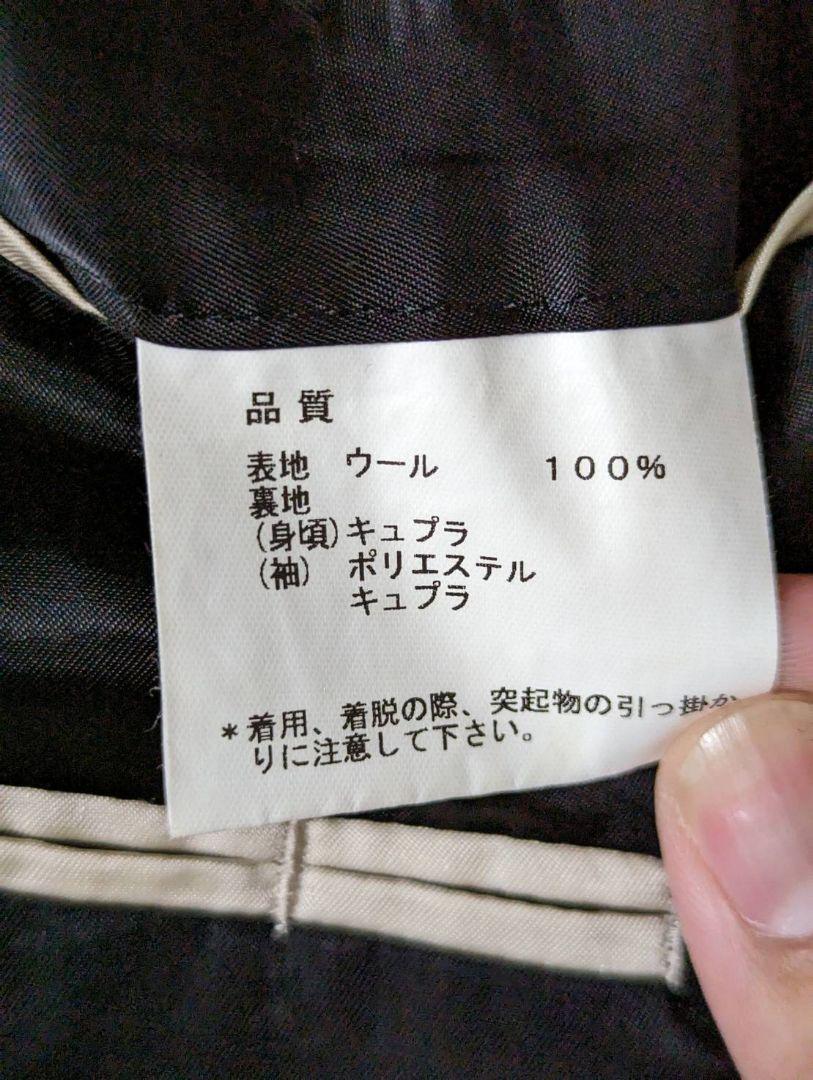 品質
表地 ウール 100%
裏地
(身頃)キュプラ
(袖) ポリエステル
キュプラ
*着用、着脱の際、突起物の引っ掛か
りに注意して下さい。